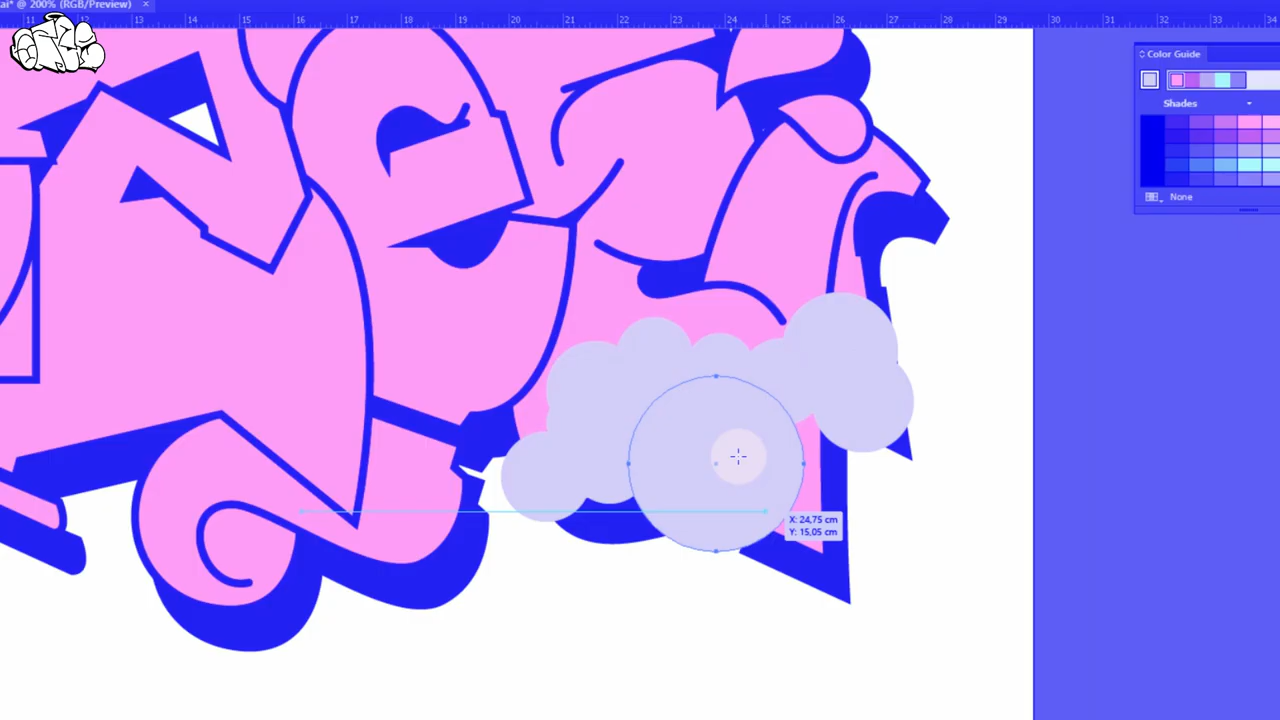 ai* @ 200% (RGB/Preview) ×
11 12 13 14 15 16 17 18 19 20 21 22 23 24 25 26 27 28 29 30 31 32 33 34
Color Guide
Shades
None
X: 24,75 cm
Y: 15,05 cm